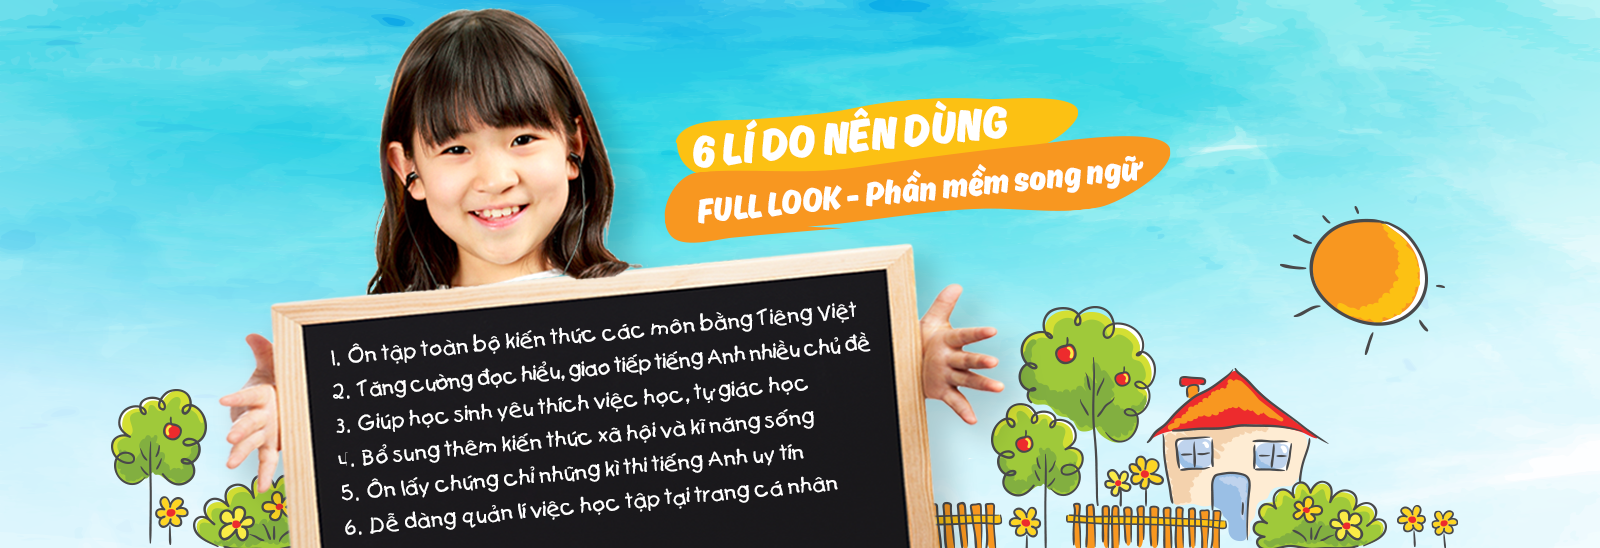 6 LÍ DO NÊN DÙNG
FULL LOOK - Phần mềm song ngữ
1. Ôn tập toàn bộ kiến thức các môn bằng Tiếng Việt
2. Tăng cường đọc hiểu, giao tiếp tiếng Anh nhiều chủ đề
3. Giúp học sinh yêu thích việc học, tự giác học
4. Bổ sung thêm kiến thức xã hội và kĩ năng sống
5. Ôn lấy chứng chỉ những kì thi tiếng Anh uy tín
6. Dễ dàng quản lí việc học tập tại trang cá nhân